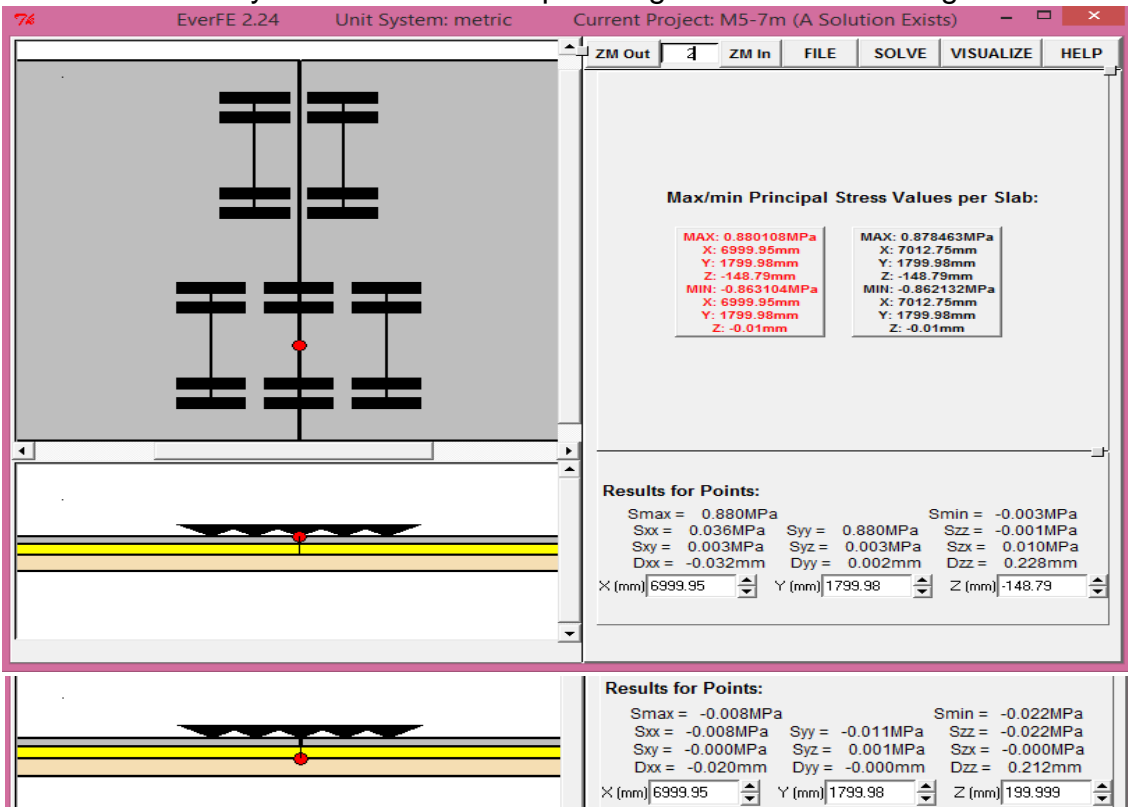 EverFE 2.24 Unit System: metric Current Project: M5-7m (A Solution Exists)
ZM Out 2 ZM In FILE SOLVE VISUALIZE HELP
Max/min Principal Stress Values per Slab:
MAX: 0.880108MPa
X: 6999.95mm
Y: 1799.98mm
Z: -148.79mm
MIN: -0.863104MPa
X: 6999.95mm
Y: 1799.98mm
Z: -0.01mm
MAX: 0.878463MPa
X: 7012.75mm
Y: 1799.98mm
Z: -148.79mm
MIN: -0.862132MPa
X: 7012.75mm
Y: 1799.98mm
Z: -0.01mm
Results for Points:
Smax = 0.880MPa Smin = -0.003MPa
Sxx = 0.036MPa Syy = 0.880MPa Szz = -0.001MPa
Sxy = 0.003MPa Syz = 0.003MPa Szx = 0.010MPa
Dxx = -0.032mm Dyy = 0.002mm Dzz = 0.228mm
X (mm) 6999.95 Y (mm) 1799.98 Z (mm) -148.79
Results for Points:
Smax = -0.008MPa Smin = -0.022MPa
Sxx = -0.008MPa Syy = -0.011MPa Szz = -0.022MPa
Sxy = -0.000MPa Syz = 0.001MPa Szx = -0.000MPa
Dxx = -0.020mm Dyy = -0.000mm Dzz = 0.212mm
X (mm) 6999.95 Y (mm) 1799.98 Z (mm) 199.999